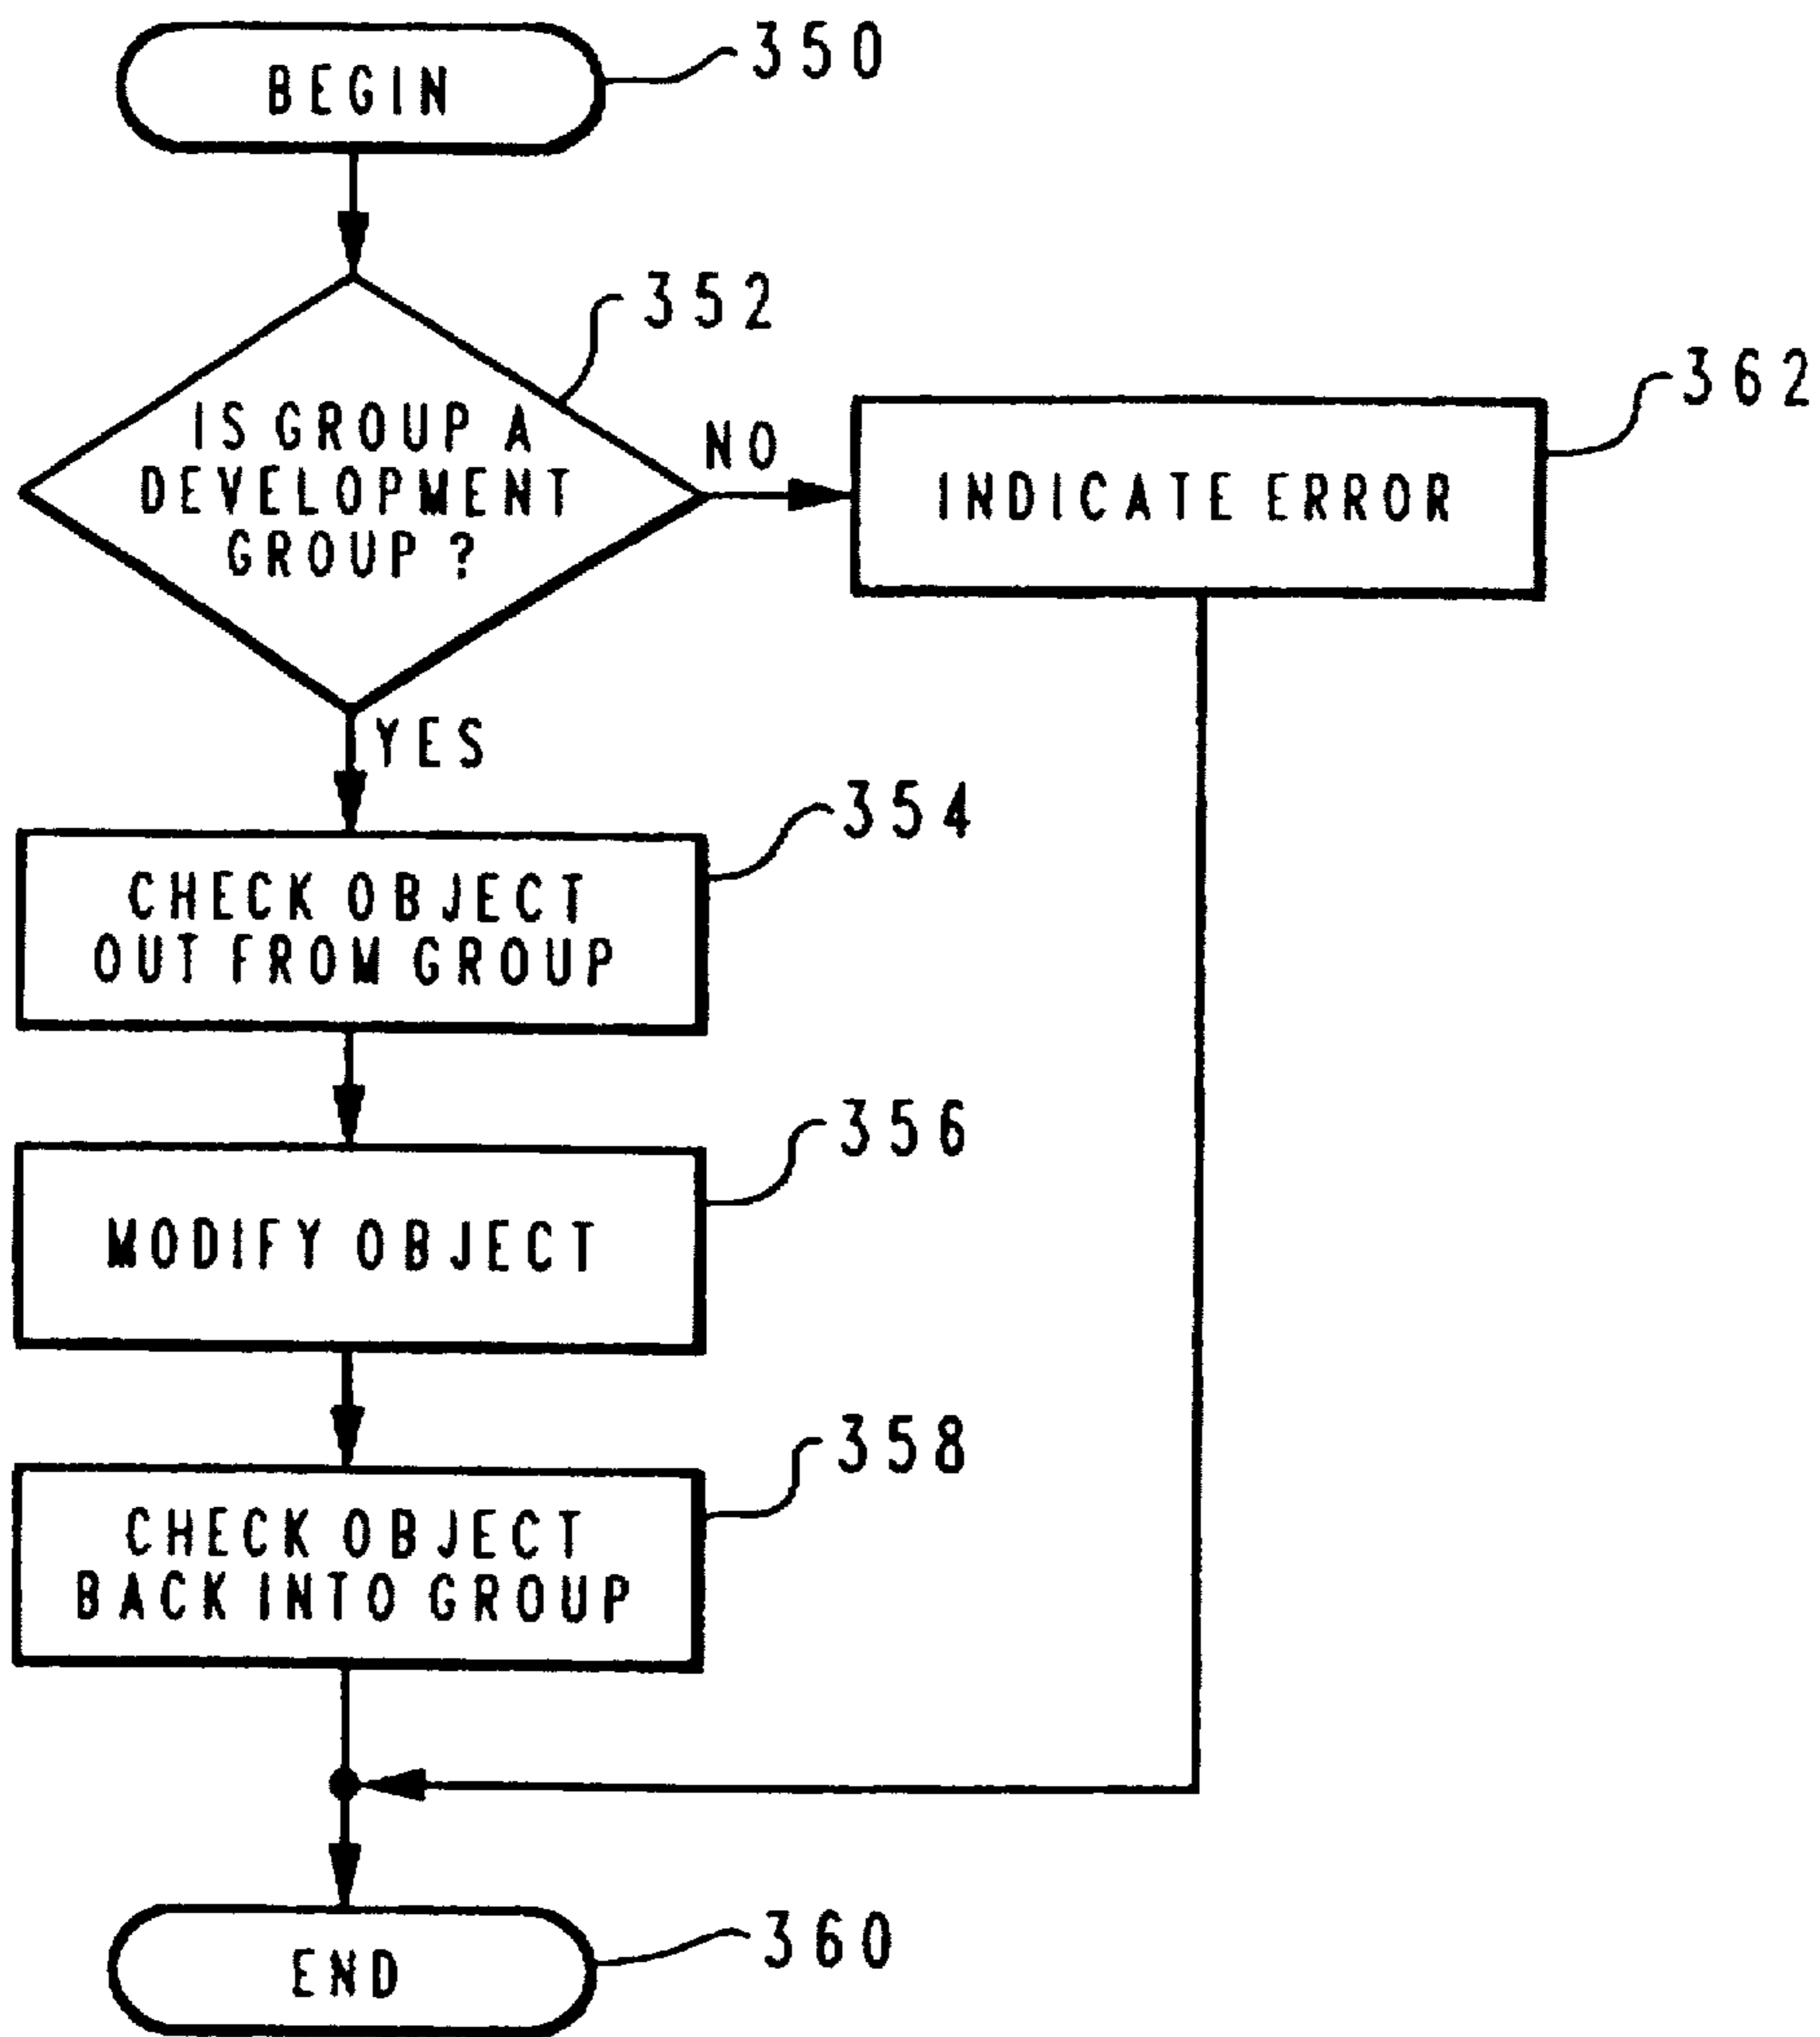 BEGIN
350
IS GROUP A
DEVELOPMENT
GROUP ?
352
NO
INDICATE ERROR
362
YES
CHECK OBJECT
OUT FROM GROUP
354
MODIFY OBJECT
356
CHECK OBJECT
BACK INTO GROUP
358
END
360